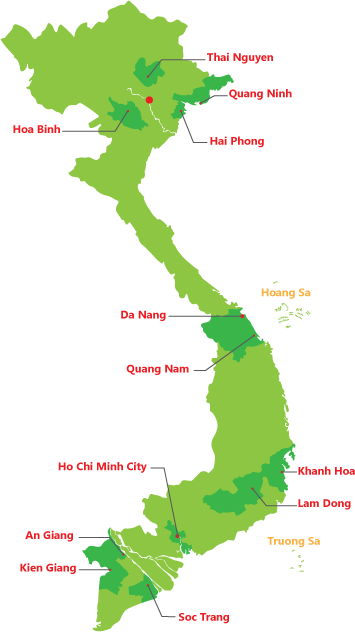 Thai Nguyen
Quang Ninh
Hoa Binh
Hai Phong
Hoang Sa
Da Nang
Quang Nam
Ho Chi Minh City
Khanh Hoa
Lam Dong
An Giang
Truong Sa
Kien Giang
Soc Trang